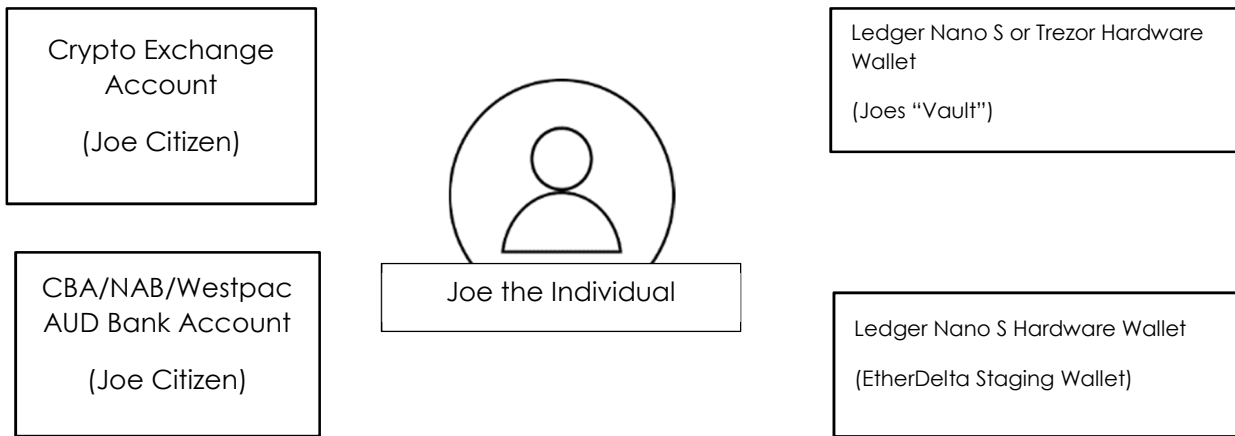 Crypto Exchange
Account
(Joe Citizen)
CBA/NAB/Westpac
AUD Bank Account
(Joe Citizen)
Joe the Individual
Ledger Nano S or Trezor Hardware
Wallet
(Joes “Vault”)
Ledger Nano S Hardware Wallet
(EtherDelta Staging Wallet)